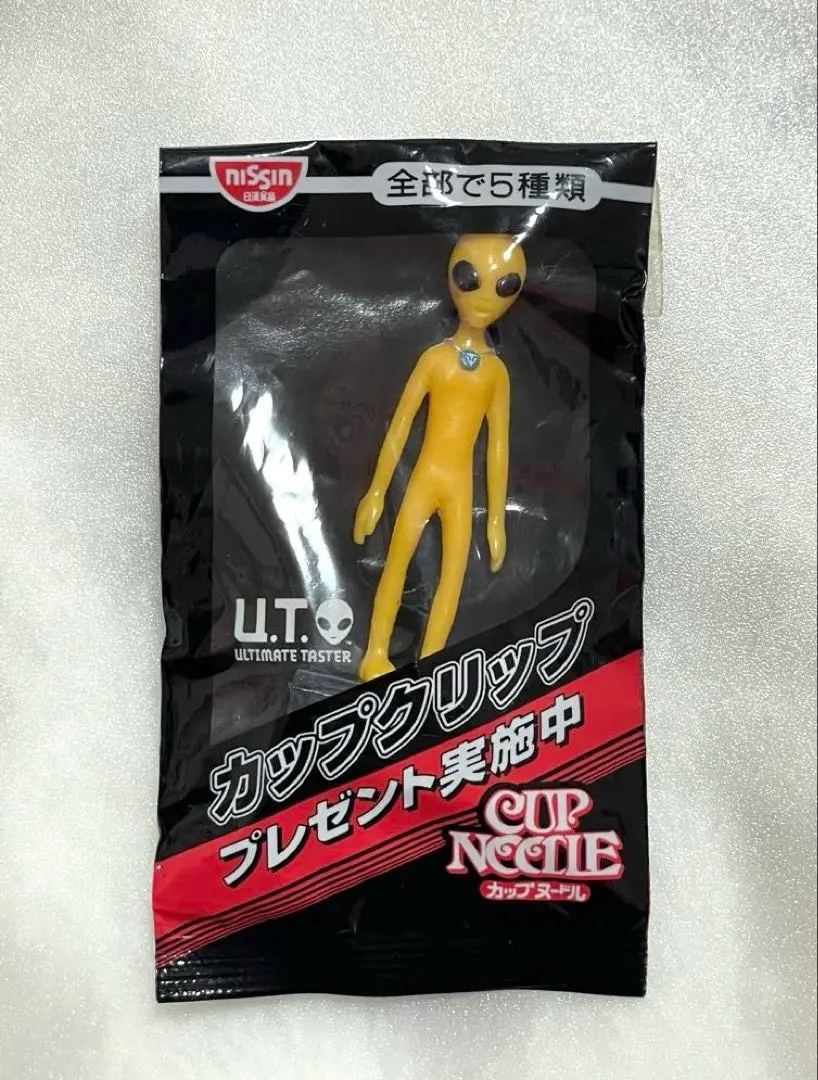 nissin
日清食品
全部で5種類
U.T.
ULTIMATE TASTER
カップクリップ
プレゼント実施中
CUP
NOODLE
カップヌードル